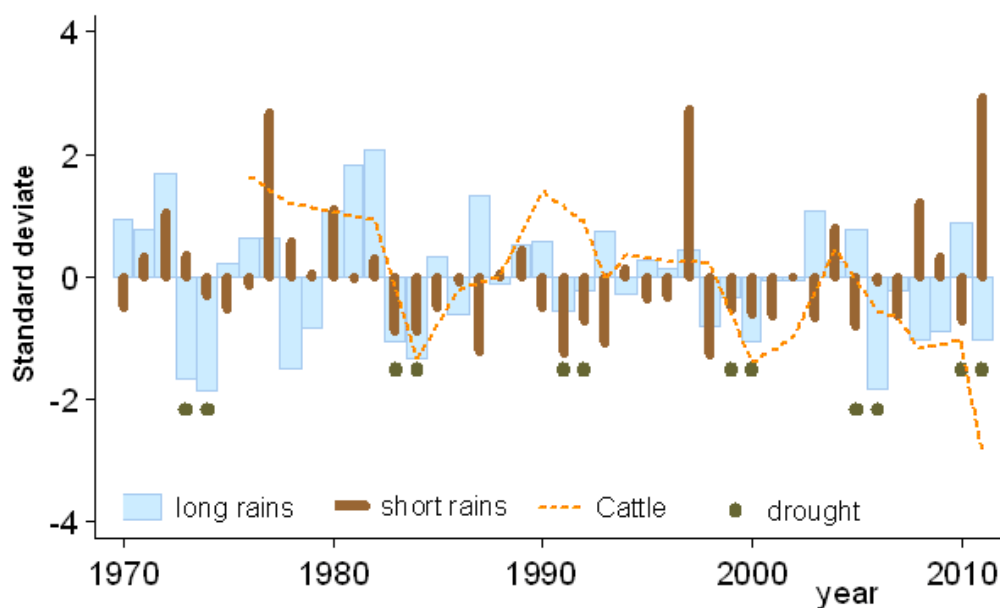 4
2
0
-2
-4
Standard deviate
long rains short rains Cattle drought
1970 1980 1990 2000 2010
year